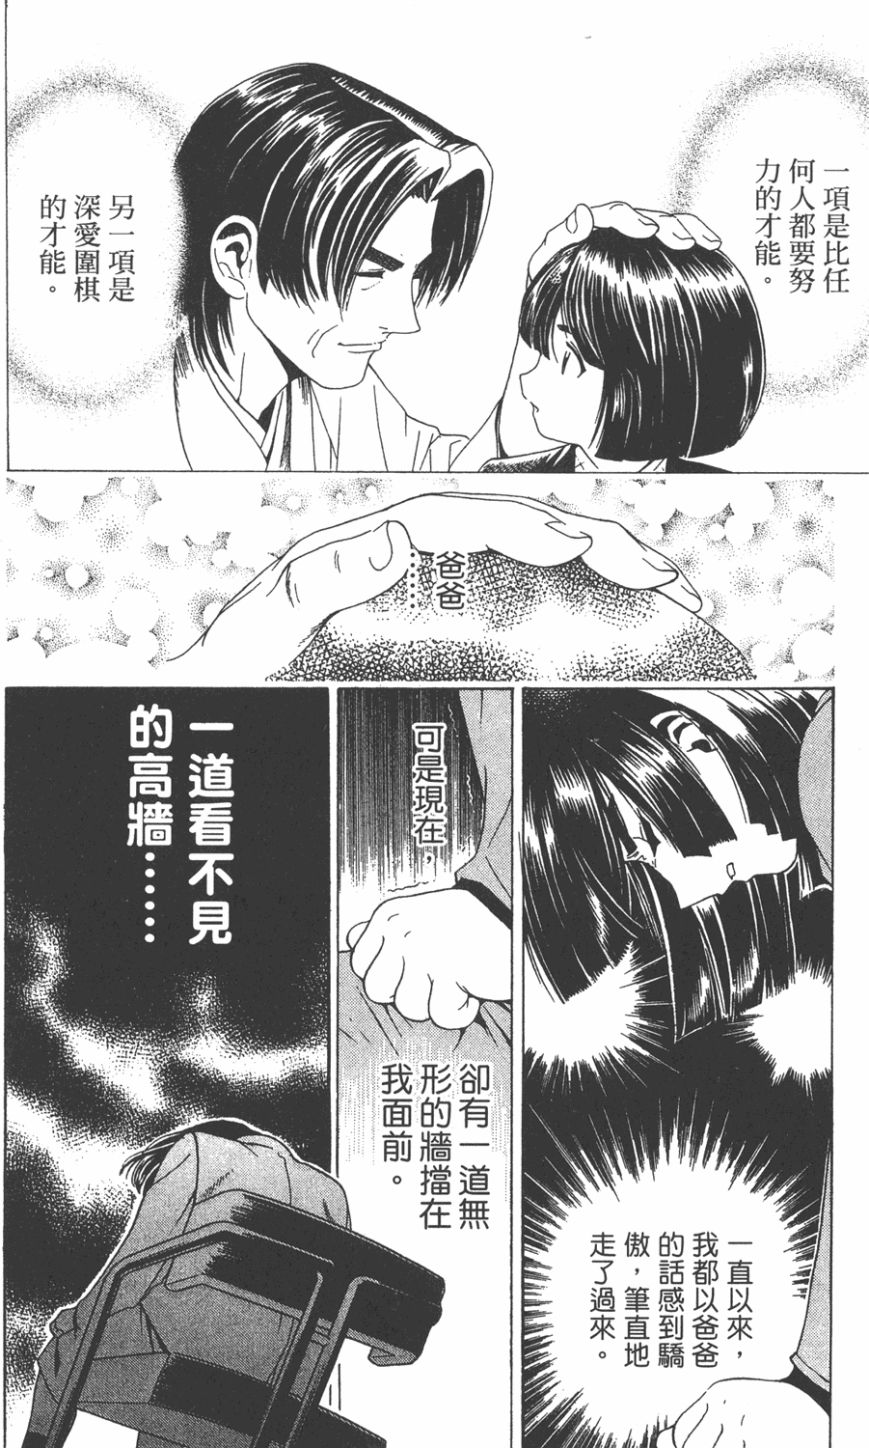 一項是比任
何人都要努
力的才能。
另一項是
深愛圍棋
的才能。
爸爸
……
一直以來，
我都以爸爸
的話感到驕
傲，筆直地
走了過來。
可是現在，
卻有一道無
形的牆擋在
我面前。
一道看不見
的高牆……